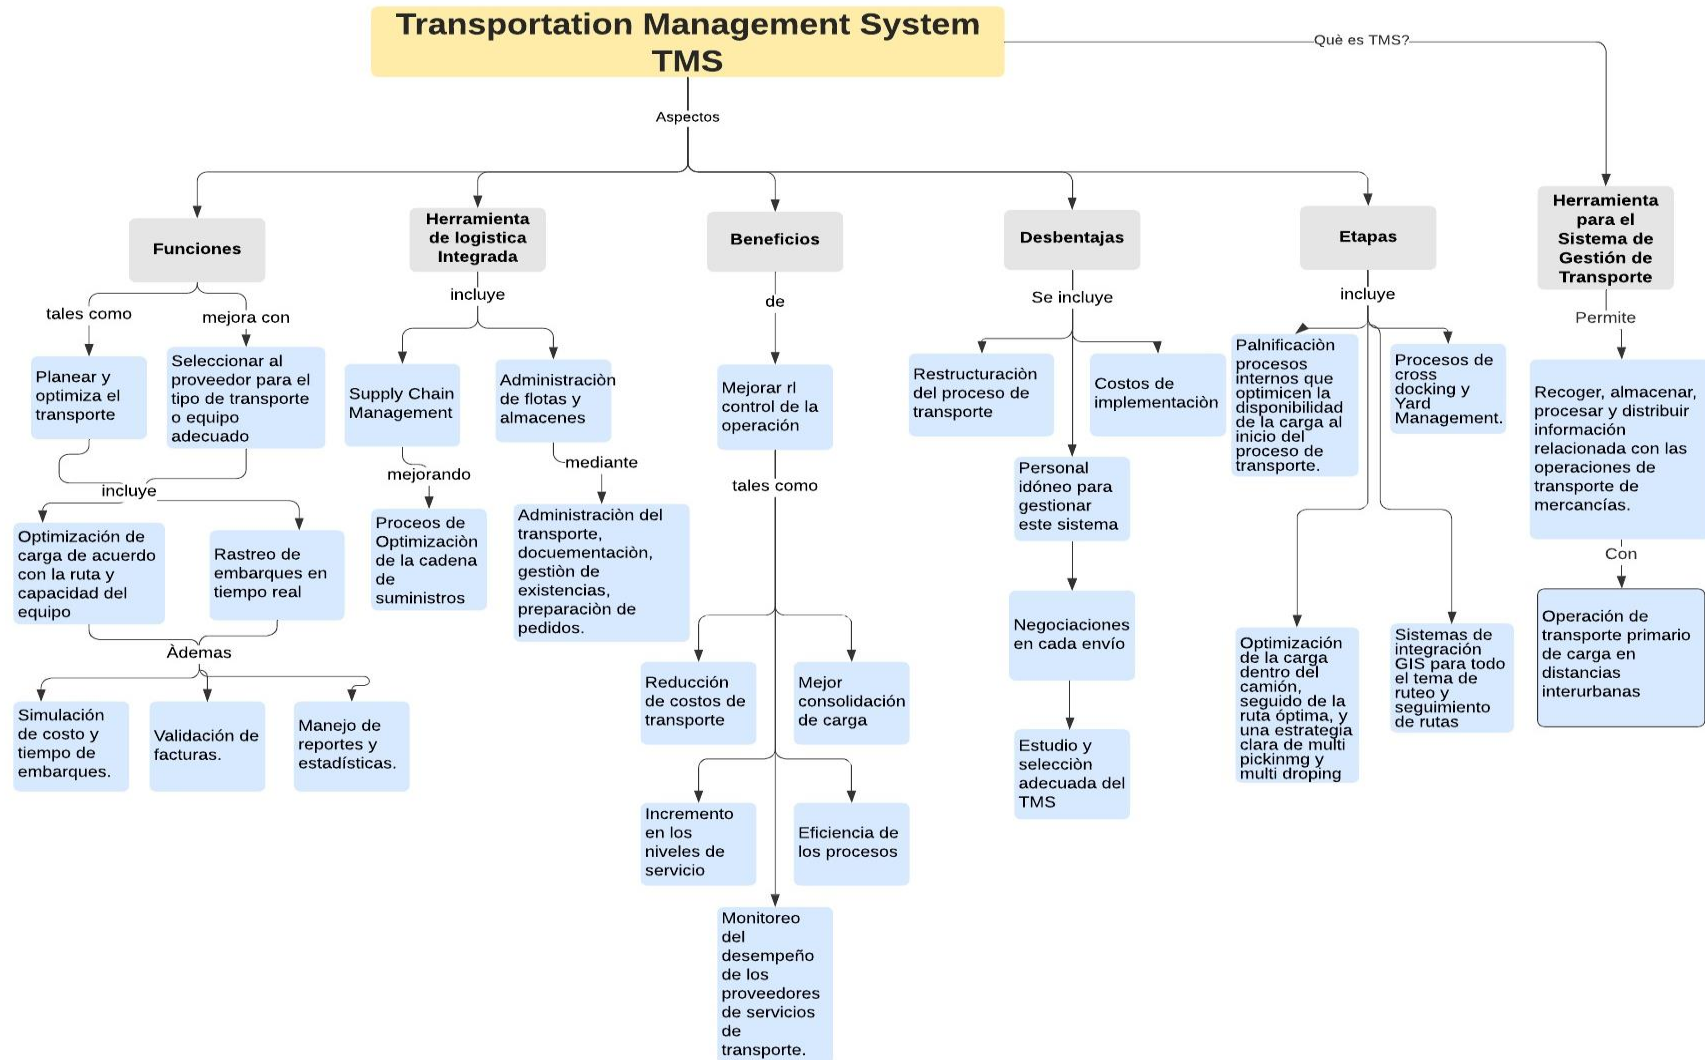 Transportation Management System
TMS
Què es TMS?
Aspectos
Funciones
Herramienta
de logistica
Integrada
Beneficios
Desbentajas
Etapas
Herramienta
para el
Sistema de
Gestión de
Transporte
tales como
mejora con
incluye
de
Se incluye
incluye
Permite
Planear y
optimiza el
transporte
Seleccionar al
proveedor para el
tipo de transporte
o equipo
adecuado
Supply Chain
Management
Administraciòn
de flotas y
almacenes
Mejorar rl
control de la
operación
Restructuraciòn
del proceso de
transporte
Costos de
implementaciòn
Palnificaciòn
procesos
internos que
optimicen la
disponibilidad
de la carga al
inicio del
proceso de
transporte.
Procesos de
cross
docking y
Yard
Management.
Recoger, almacenar,
procesar y distribuir
información
relacionada con las
operaciones de
transporte de
mercancías.
incluye
mejorando
mediante
tales como
Personal
idóneo para
gestionar
este sistema
Con
Optimización de
carga de acuerdo
con la ruta y
capacidad del
equipo
Rastreo de
embarques en
tiempo real
Proceos de
Optimizaciòn
de la cadena
de
suministros
Administraciòn del
transporte,
docuementaciòn,
gestiòn de
existencias,
preparaciòn de
pedidos.
Negociaciones
en cada envío
Operación de
transporte primario
de carga en
distancias
interurbanas
Àdemas
Reducción
de costos de
transporte
Mejor
consolidación
de carga
Optimización
de la carga
dentro del
camión,
seguido de la
ruta óptima, y
una estrategia
clara de multi
pickinmg y
multi droping
Sistemas de
integración
GIS para todo
el tema de
ruteo y
seguimiento
de rutas
Simulación
de costo y
tiempo de
embarques.
Validación de
facturas.
Manejo de
reportes y
estadísticas.
Estudio y
selecciòn
adecuada del
TMS
Incremento
en los
niveles de
servicio
Eficiencia de
los procesos
Monitoreo
del
desempeño
de los
proveedores
de servicios
de
transporte.